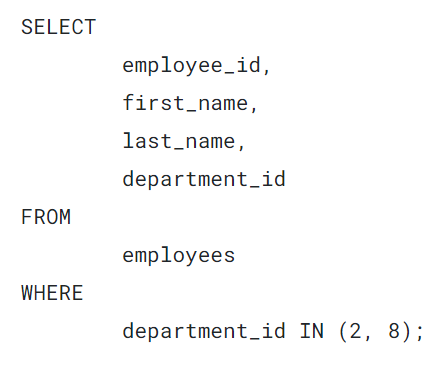 SELECT
employee_id,
first_name,
last_name,
department_id
FROM
employees
WHERE
department_id IN (2, 8);